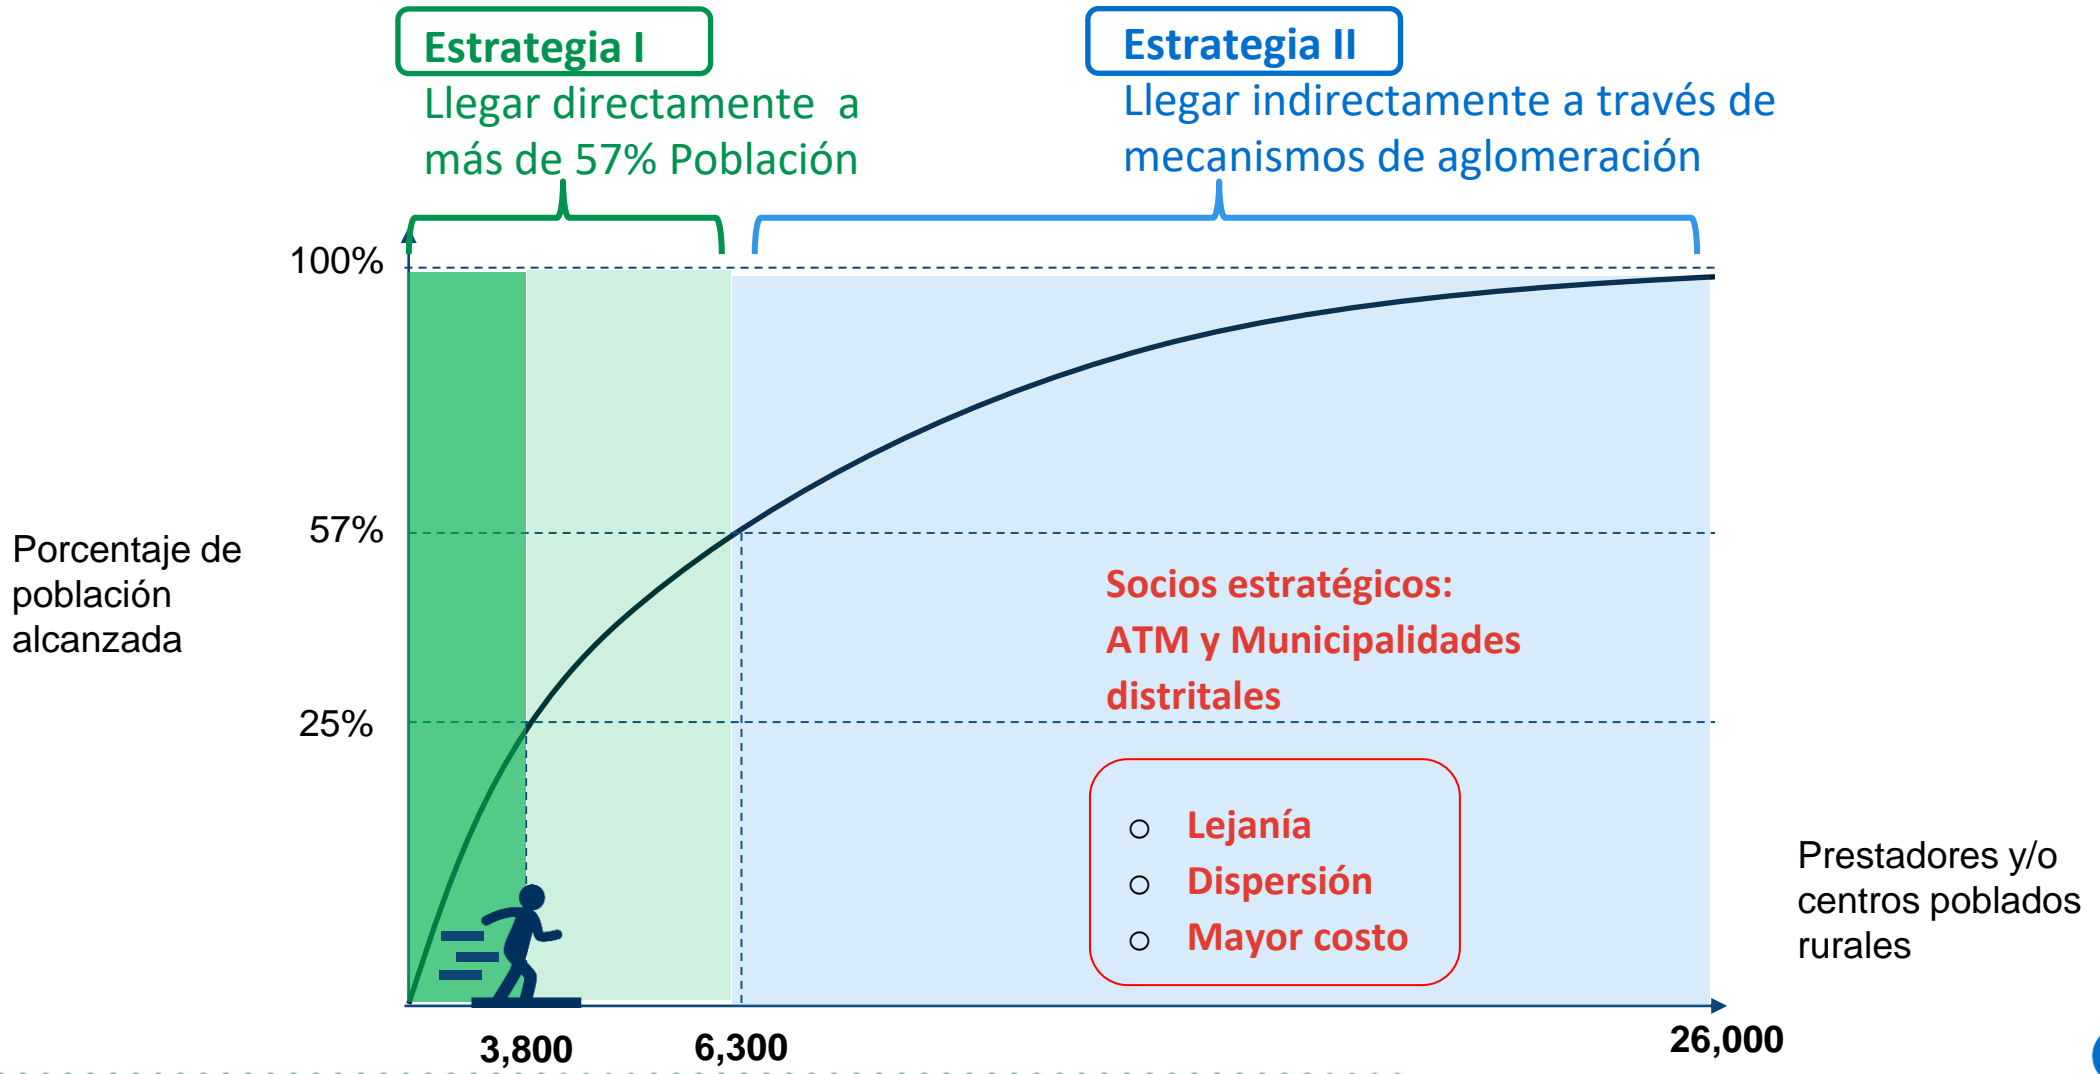 Estrategia I
Llegar directamente a
más de 57% Población
Estrategia II
Llegar indirectamente a través de
mecanismos de aglomeración
100%
57%
25%
Porcentaje de
población
alcanzada
Socios estratégicos:
ATM y Municipalidades
distritales
Lejanía
Dispersión
Mayor costo
Prestadores y/o
centros poblados
rurales
3,800
6,300
26,000